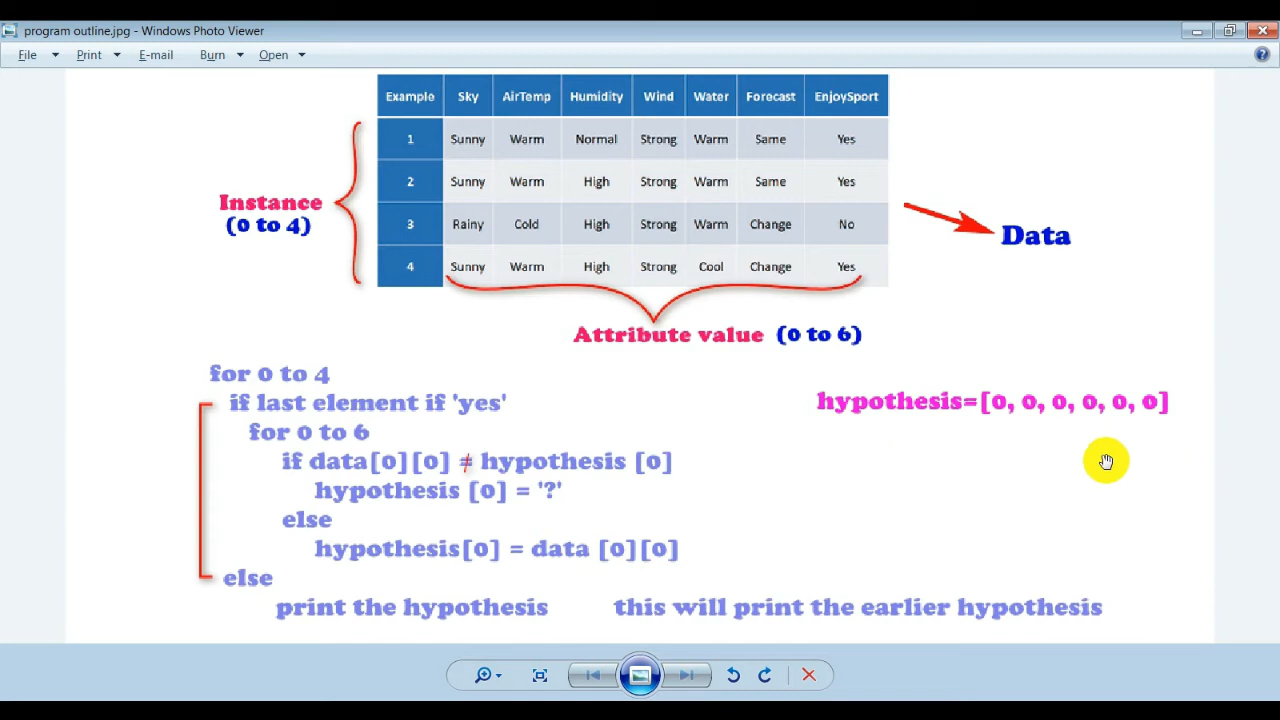 program outline.jpg - Windows Photo Viewer
File Print E-mail Burn Open
Example Sky AirTemp Humidity Wind Water Forecast EnjoySport
1 Sunny Warm Normal Strong Warm Same Yes
2 Sunny Warm High Strong Warm Same Yes
3 Rainy Cold High Strong Warm Change No
4 Sunny Warm High Strong Cool Change Yes
Instance
(0 to 4)
Data
Attribute value (0 to 6)
for 0 to 4
if last element if 'yes'
for 0 to 6
if data[0][0] ≠ hypothesis [0]
hypothesis [0] = '?'
else
hypothesis[0] = data [0][0]
else
print the hypothesis this will print the earlier hypothesis
hypothesis=[0, 0, 0, 0, 0, 0]